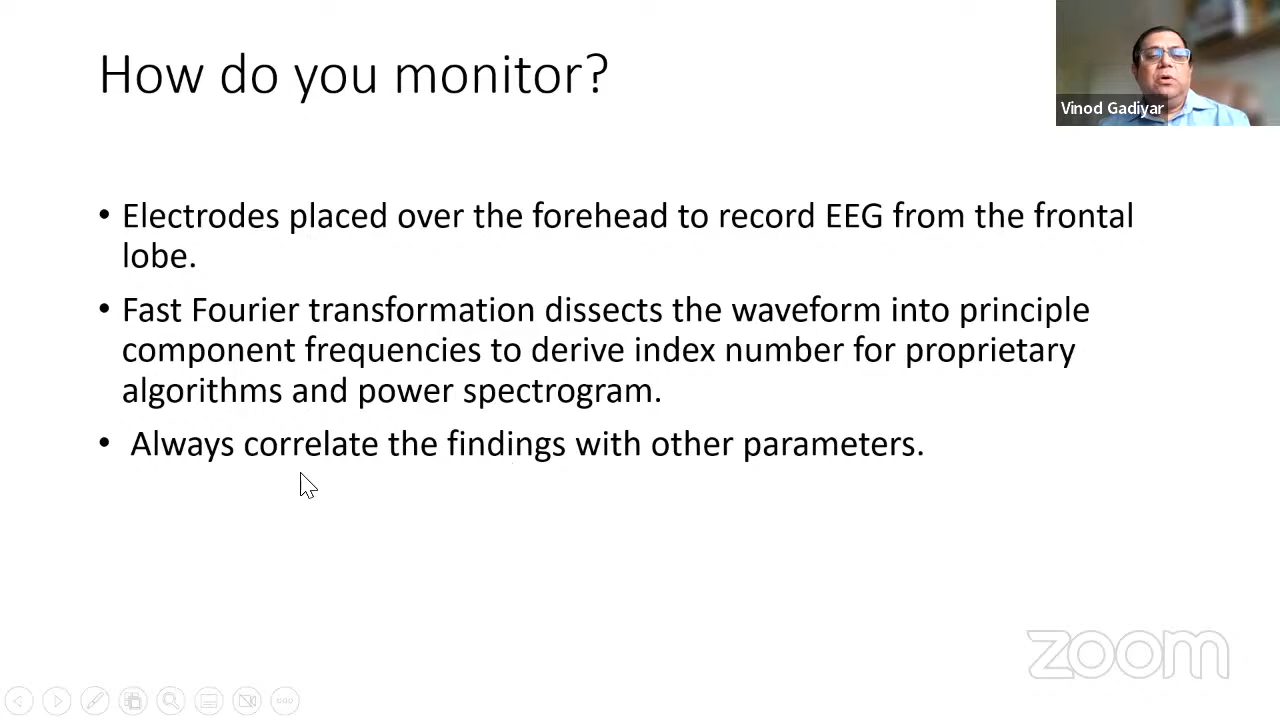 How do you monitor?
Vinod Gadiyar
• Electrodes placed over the forehead to record EEG from the frontal
lobe.
• Fast Fourier transformation dissects the waveform into principle
component frequencies to derive index number for proprietary
algorithms and power spectrogram.
• Always correlate the findings with other parameters.
zoom